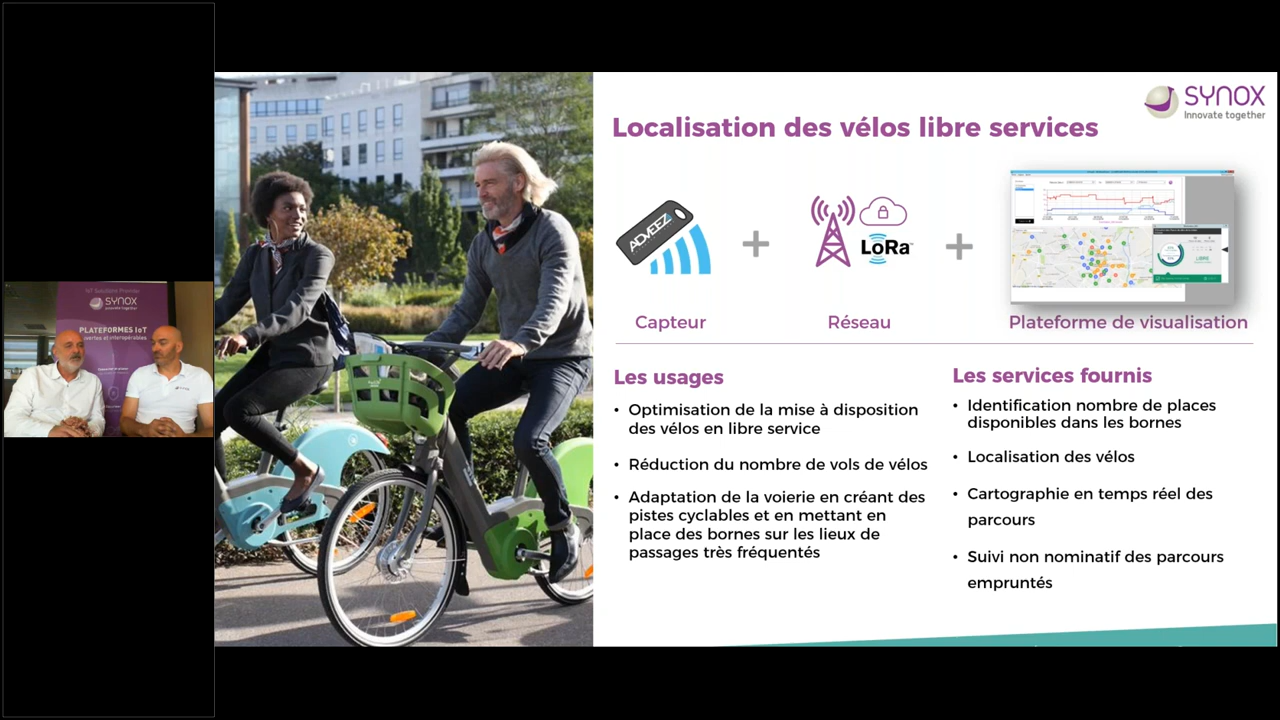 SYNOX
Innovate together
Localisation des vélos libre services
ADVEEZ
LoRa
Capteur
Réseau
Plateforme de visualisation
Les usages
• Optimisation de la mise à disposition
des vélos en libre service
• Réduction du nombre de vols de vélos
• Adaptation de la voierie en créant des
pistes cyclables et en mettant en
place des bornes sur les lieux de
passages très fréquentés
Les services fournis
• Identification nombre de places
disponibles dans les bornes
• Localisation des vélos
• Cartographie en temps réel des
parcours
• Suivi non nominatif des parcours
empruntés
SYNOX
PLATEFORMES IoT